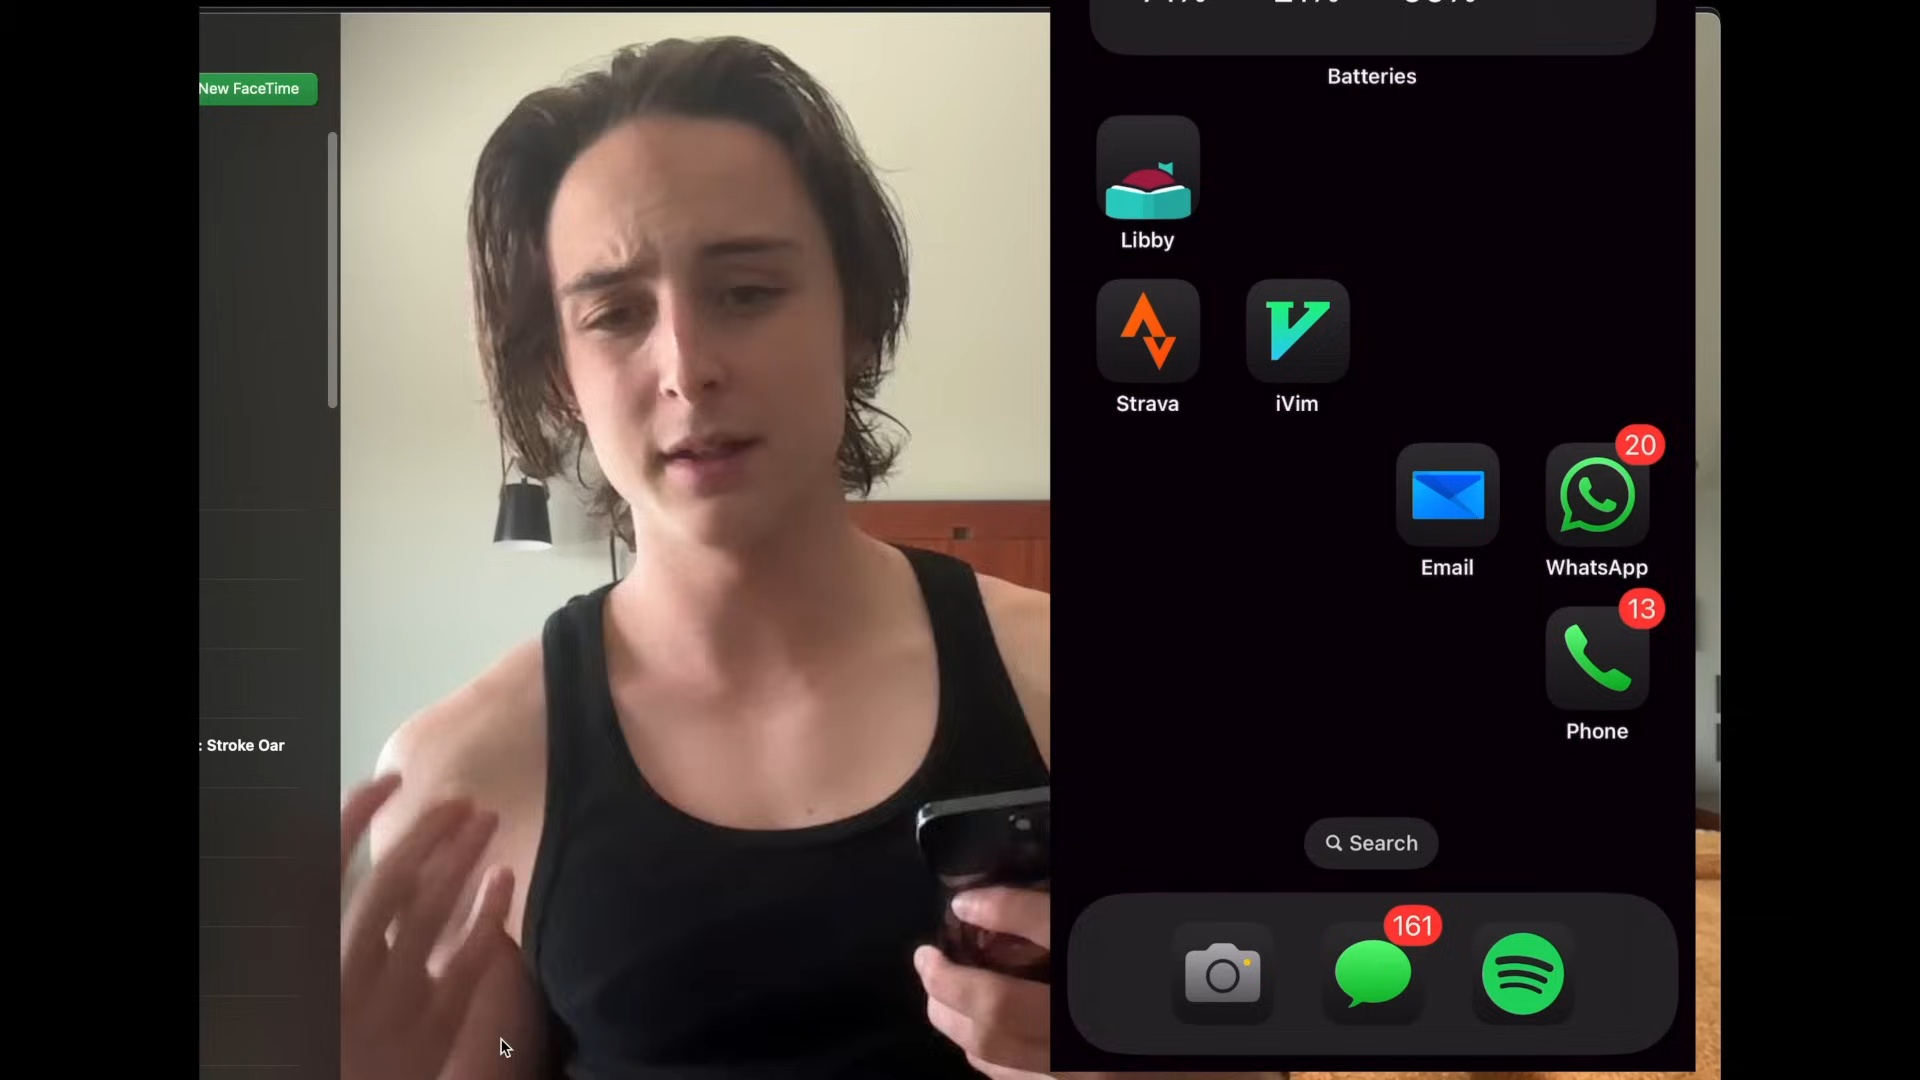 New FaceTime
: Stroke Oar
Batteries
Libby
Strava
iVim
20
Email
WhatsApp
13
Phone
Search
161